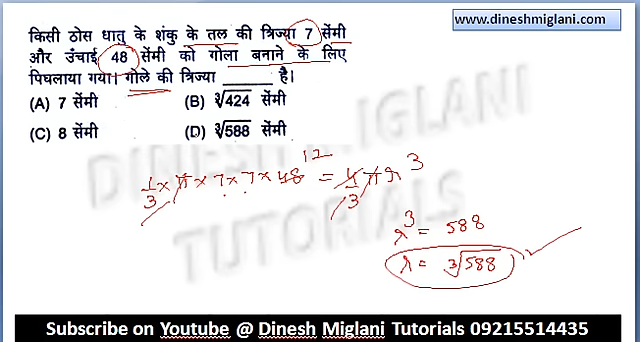 www.dineshmiglani.com
किसी ठोस धातु के शंकु के तल की त्रिज्या 7 सेंमी
और उँचाई 48 सेंमी को गोला बनाने के लिए
पिघलाया गया। गोले की त्रिज्या ______ है।
(A) 7 सेंमी (B) ∛424 सेंमी
(C) 8 सेंमी (D) ∛588 सेंमी
DINESH MIGLANI
TUTORIALS
12
1/3 × π × 7 × 7 × 48 = 4/3 π r³
r³ = 588
r = ∛588
Subscribe on Youtube @ Dinesh Miglani Tutorials 09215514435